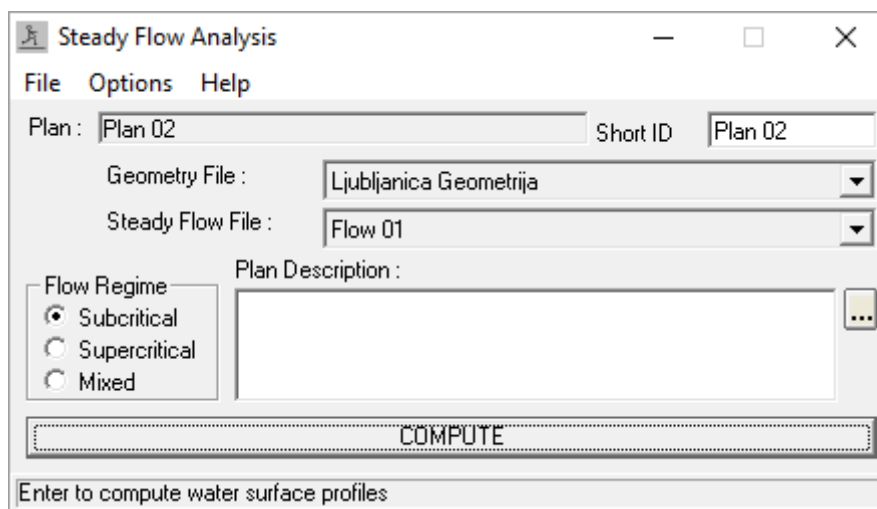 Steady Flow Analysis
File Options Help
Plan : Plan 02 Short ID Plan 02
Geometry File : Ljubljanica Geometrija
Steady Flow File : Flow 01
Plan Description :
Flow Regime
Subcritical
Supercritical
Mixed
...
COMPUTE
Enter to compute water surface profiles